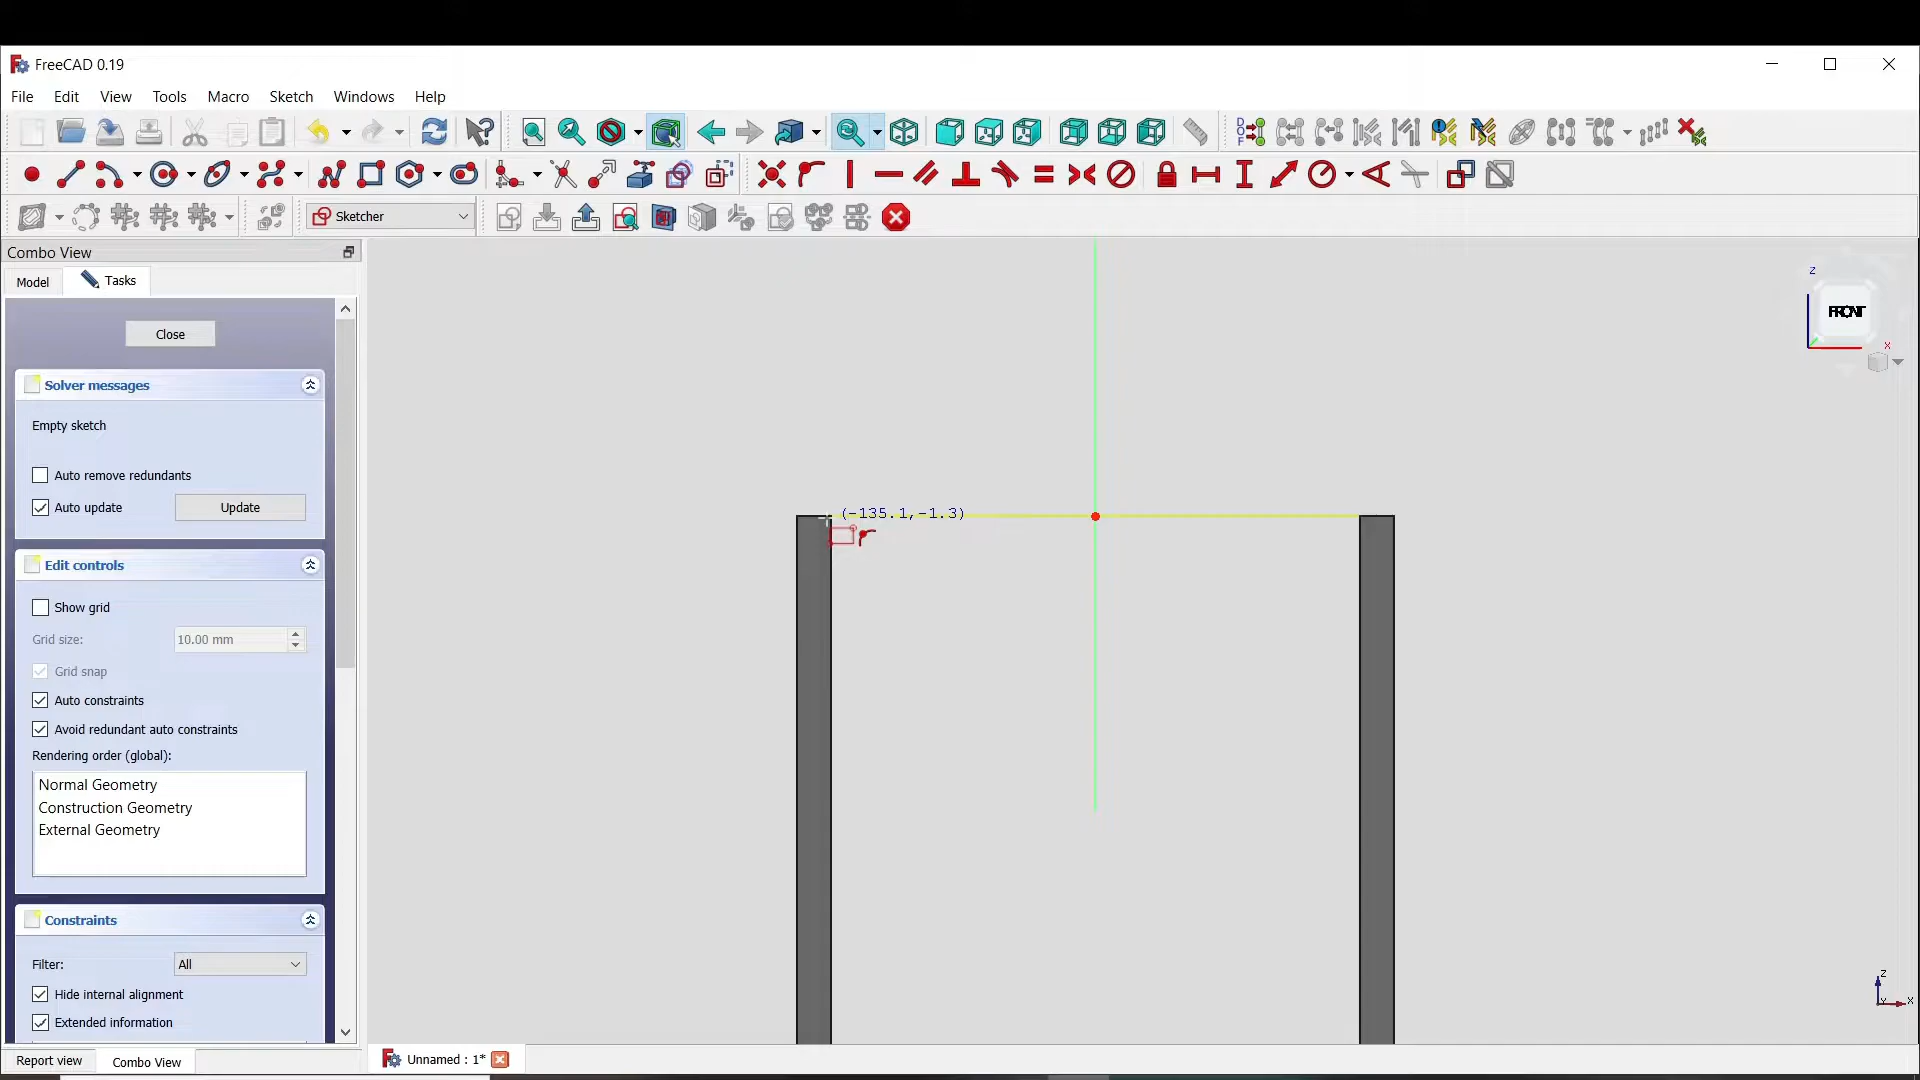 FreeCAD 0.19
File Edit View Tools Macro Sketch Windows Help
Sketcher
Combo View
Model Tasks
Close
Solver messages
Empty sketch
Auto remove redundants
Auto update Update
Edit controls
Show grid
Grid size: 10.00 mm
Grid snap
Auto constraints
Avoid redundant auto constraints
Rendering order (global):
Normal Geometry
Construction Geometry
External Geometry
Constraints
Filter: All
Hide internal alignment
Extended information
Report view Combo View
(-135.1,-1.3)
Z
FRONT
X
Z
Y X
Unnamed : 1*